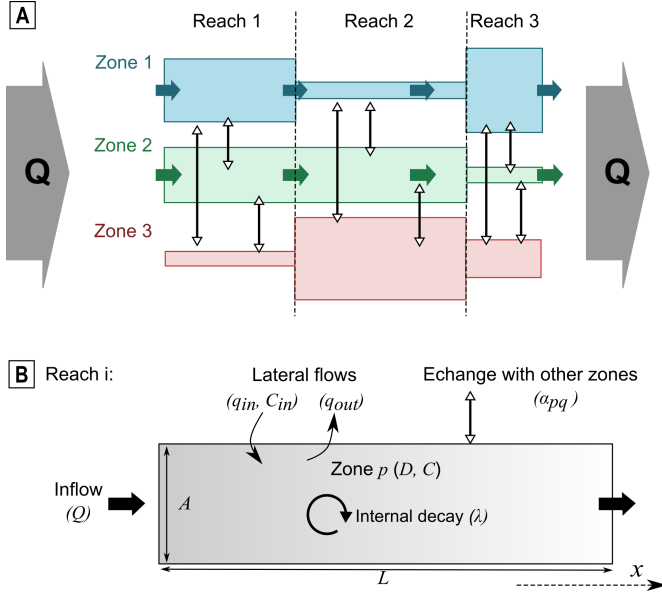 A
Reach 1 Reach 2 Reach 3
Zone 1
Zone 2
Q
Q
Zone 3
B Reach i:
Lateral flows
(qin, Cin) (qout)
Echange with other zones
(αpq)
Zone p (D, C)
Inflow
(Q)
A
Internal decay (λ)
L
x